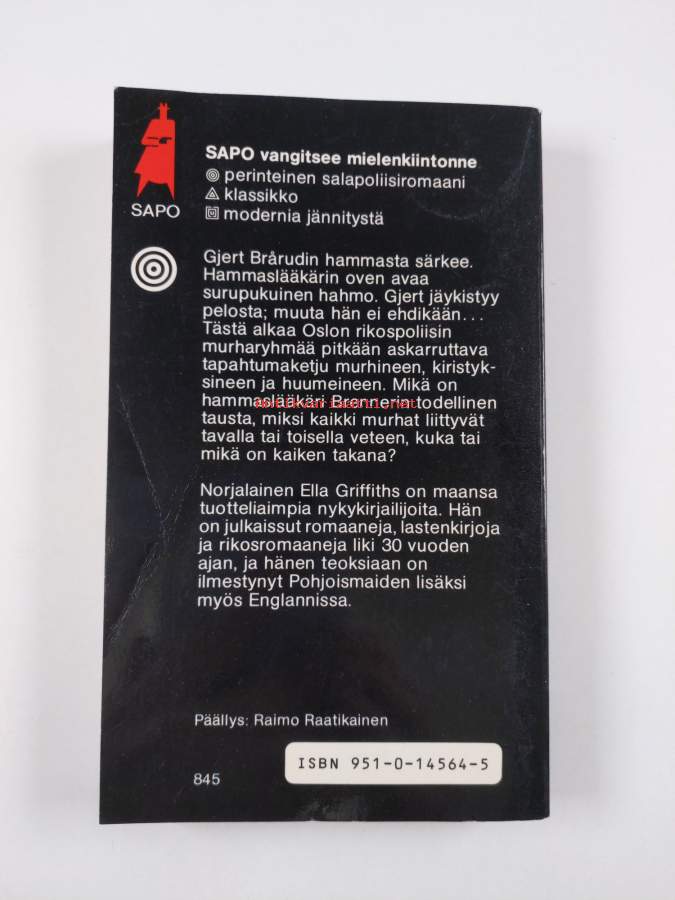 SAPO vangitsee mielenkiintonne
perinteinen salapoliisiromaani
klassikko
modernia jännitystä
SAPO
Gjert Brårudin hammasta särkee.
Hammaslääkärin oven avaa
surupukuinen hahmo. Gjert jäykistyy
pelosta; muuta hän ei ehdikään...
Tästä alkaa Oslon rikospoliisin
murharyhmää pitkään askarruttava
tapahtumaketju murhineen, kiristyk-
sineen ja huumeineen. Mikä on
hammaslääkäri Brennerin todellinen
antikvariaatti.net
tausta, miksi kaikki murhat liittyvät
tavalla tai toisella veteen, kuka tai
mikä on kaiken takana?
Norjalainen Ella Griffiths on maansa
tuotteliaimpia nykykirjailijoita. Hän
on julkaissut romaaneja, lastenkirjoja
ja rikosromaaneja liki 30 vuoden
ajan, ja hänen teoksiaan on
ilmestynyt Pohjoismaiden lisäksi
myös Englannissa.
Päällys: Raimo Raatikainen
ISBN 951-0-14564-5
845